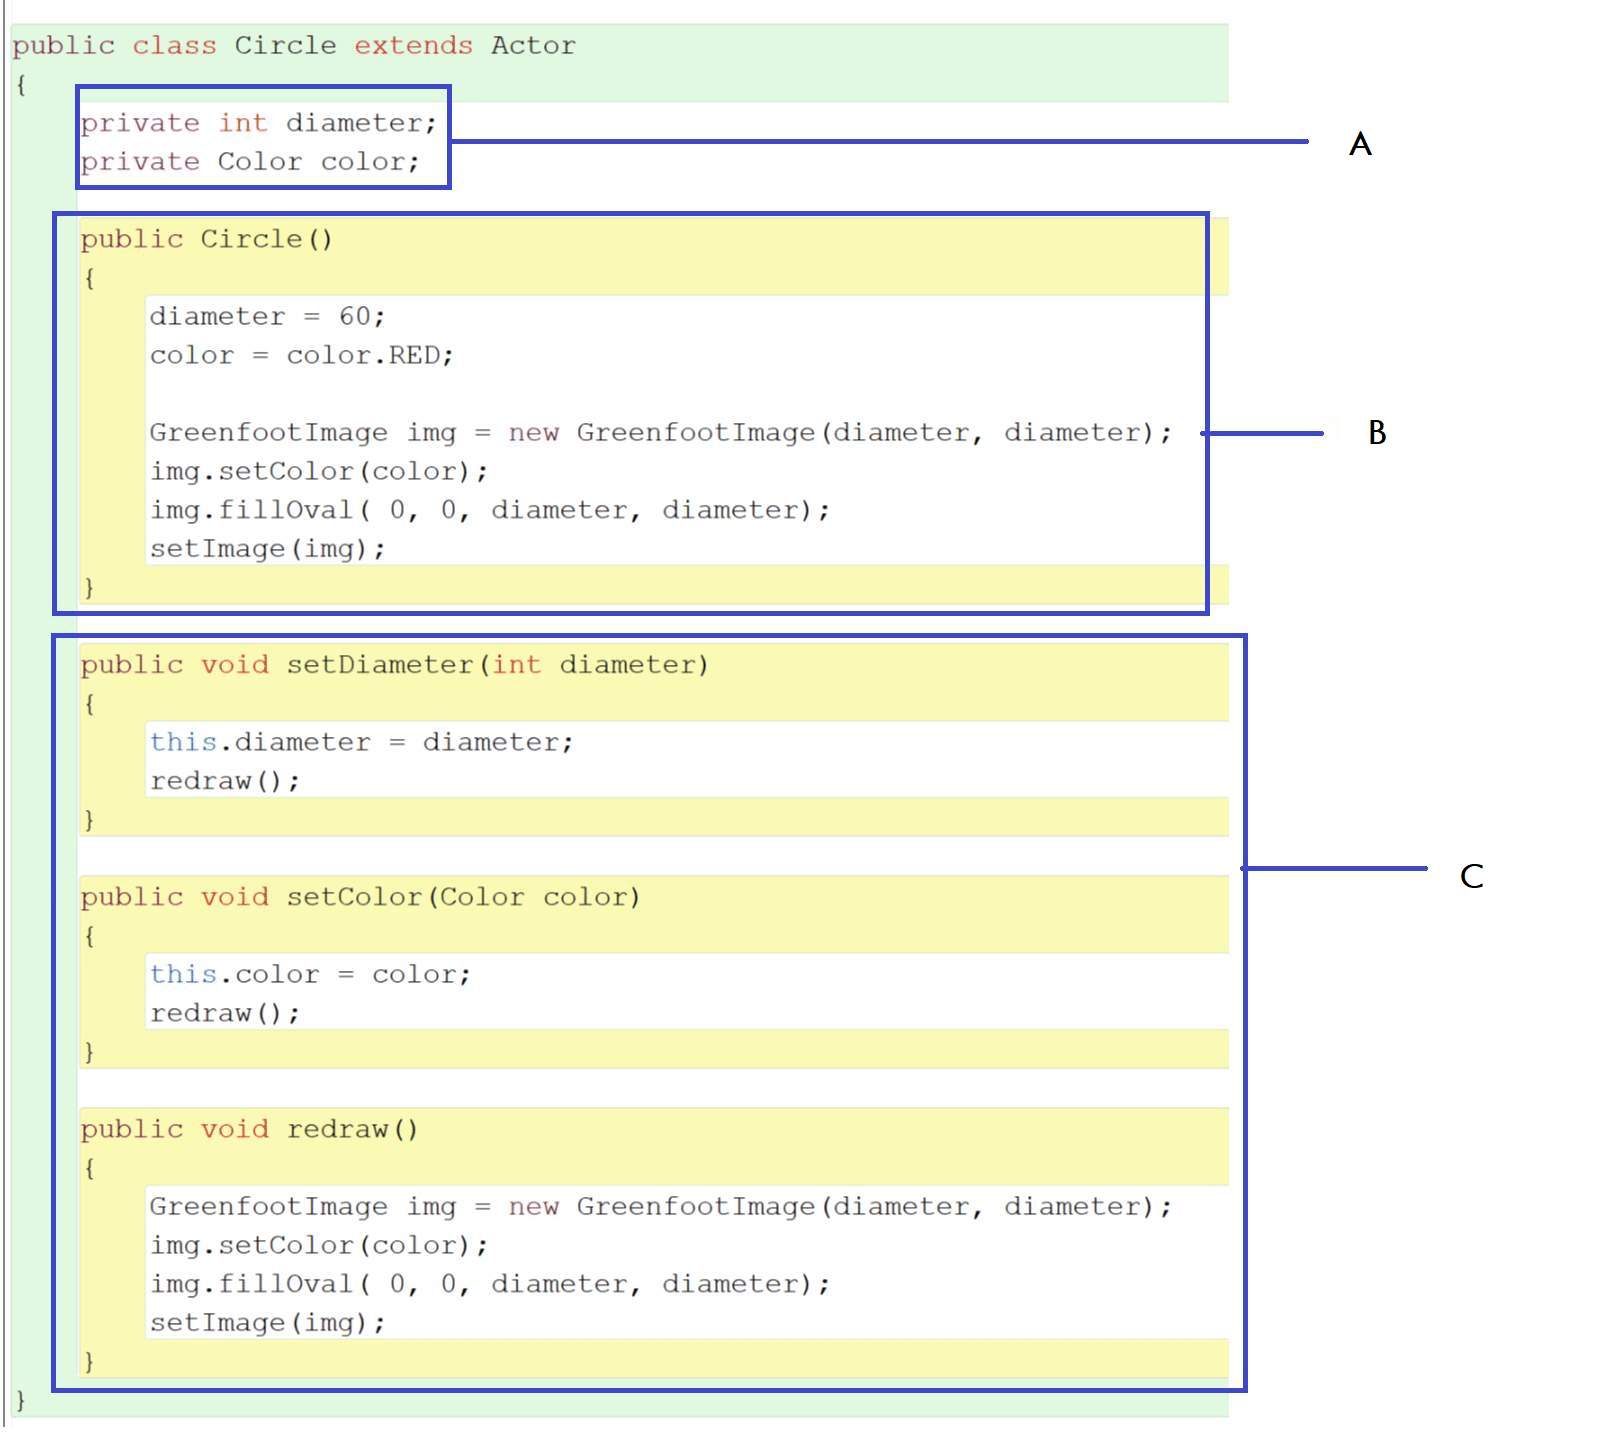 public class Circle extends Actor
{
private int diameter;
private Color color;
A
public Circle()
{
diameter = 60;
color = color.RED;
GreenfootImage img = new GreenfootImage(diameter, diameter);
B
img.setColor(color);
img.fillOval( 0, 0, diameter, diameter);
setImage(img);
}
public void setDiameter(int diameter)
{
this.diameter = diameter;
redraw();
}
C
public void setColor(Color color)
{
this.color = color;
redraw();
}
public void redraw()
{
GreenfootImage img = new GreenfootImage(diameter, diameter);
img.setColor(color);
img.fillOval( 0, 0, diameter, diameter);
setImage(img);
}
}